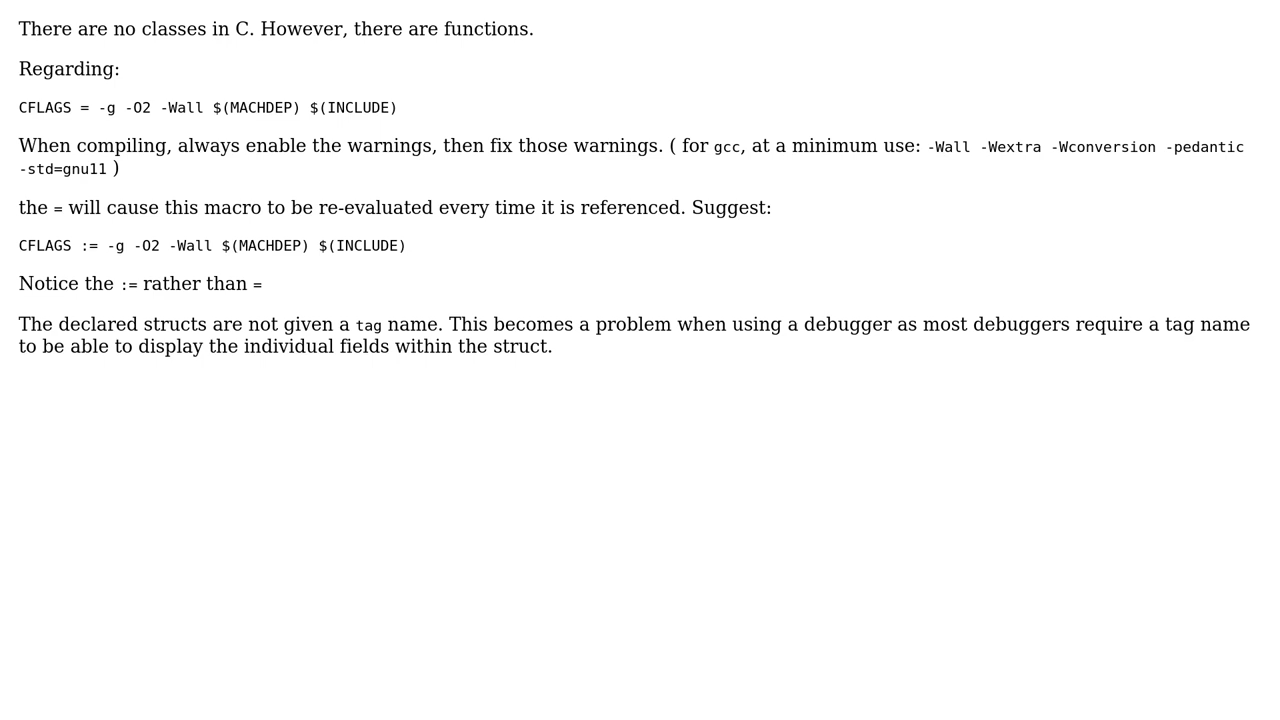 There are no classes in C. However, there are functions.
Regarding:
CFLAGS = -g -O2 -Wall $(MACHDEP) $(INCLUDE)
When compiling, always enable the warnings, then fix those warnings. ( for gcc, at a minimum use: -Wall -Wextra -Wconversion -pedantic
-std=gnu11 )
the = will cause this macro to be re-evaluated every time it is referenced. Suggest:
CFLAGS := -g -O2 -Wall $(MACHDEP) $(INCLUDE)
Notice the := rather than =
The declared structs are not given a tag name. This becomes a problem when using a debugger as most debuggers require a tag name
to be able to display the individual fields within the struct.